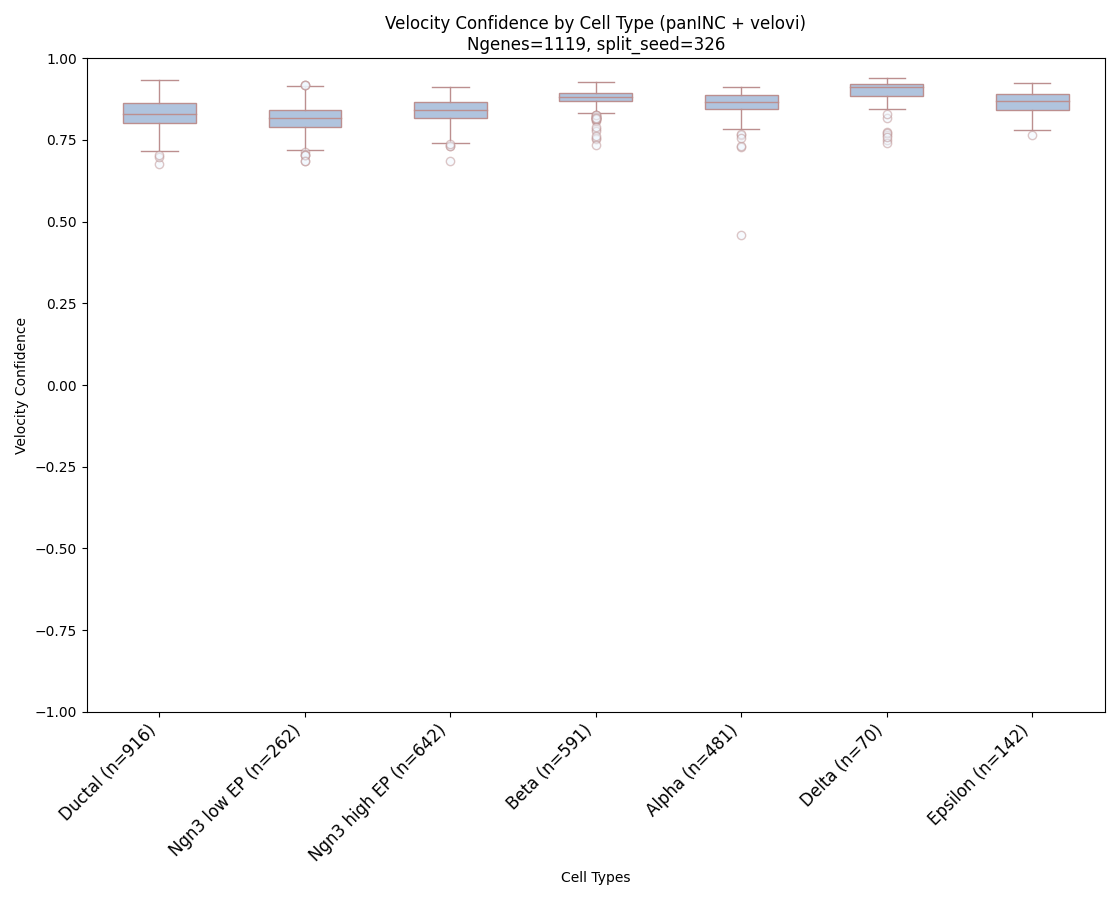 Velocity Confidence by Cell Type (panINC + velovi)
Ngenes=1119, split_seed=326
1.00
0.75
0.50
0.25
0.00
−0.25
−0.50
−0.75
−1.00
Velocity Confidence
Ductal (n=916)
Ngn3 low EP (n=262)
Ngn3 high EP (n=642)
Beta (n=591)
Alpha (n=481)
Delta (n=70)
Epsilon (n=142)
Cell Types